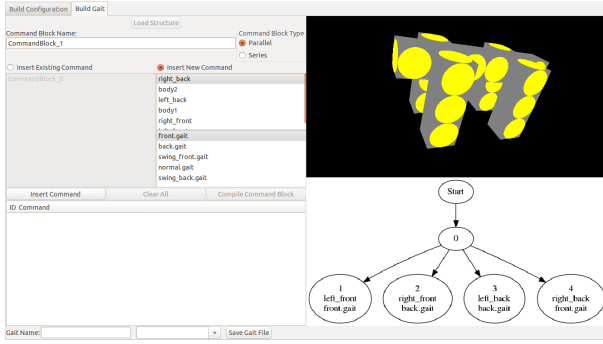 Build Configuration Build Gait
Load Structure
Command Block Name:
Command Block Type
CommandBlock_1
Parallel
Series
Insert Existing Command
Insert New Command
CommandBlock_0
right_back
body2
left_back
body1
right_front
front.gait
back.gait
swing_front.gait
normal.gait
swing_back.gait
Insert Command
Clear All
Compile Command Block
ID Command
Gait Name:
Save Gait File
Start
0
1
left_front
front.gait
2
right_front
back.gait
3
left_back
back.gait
4
right_back
front.gait